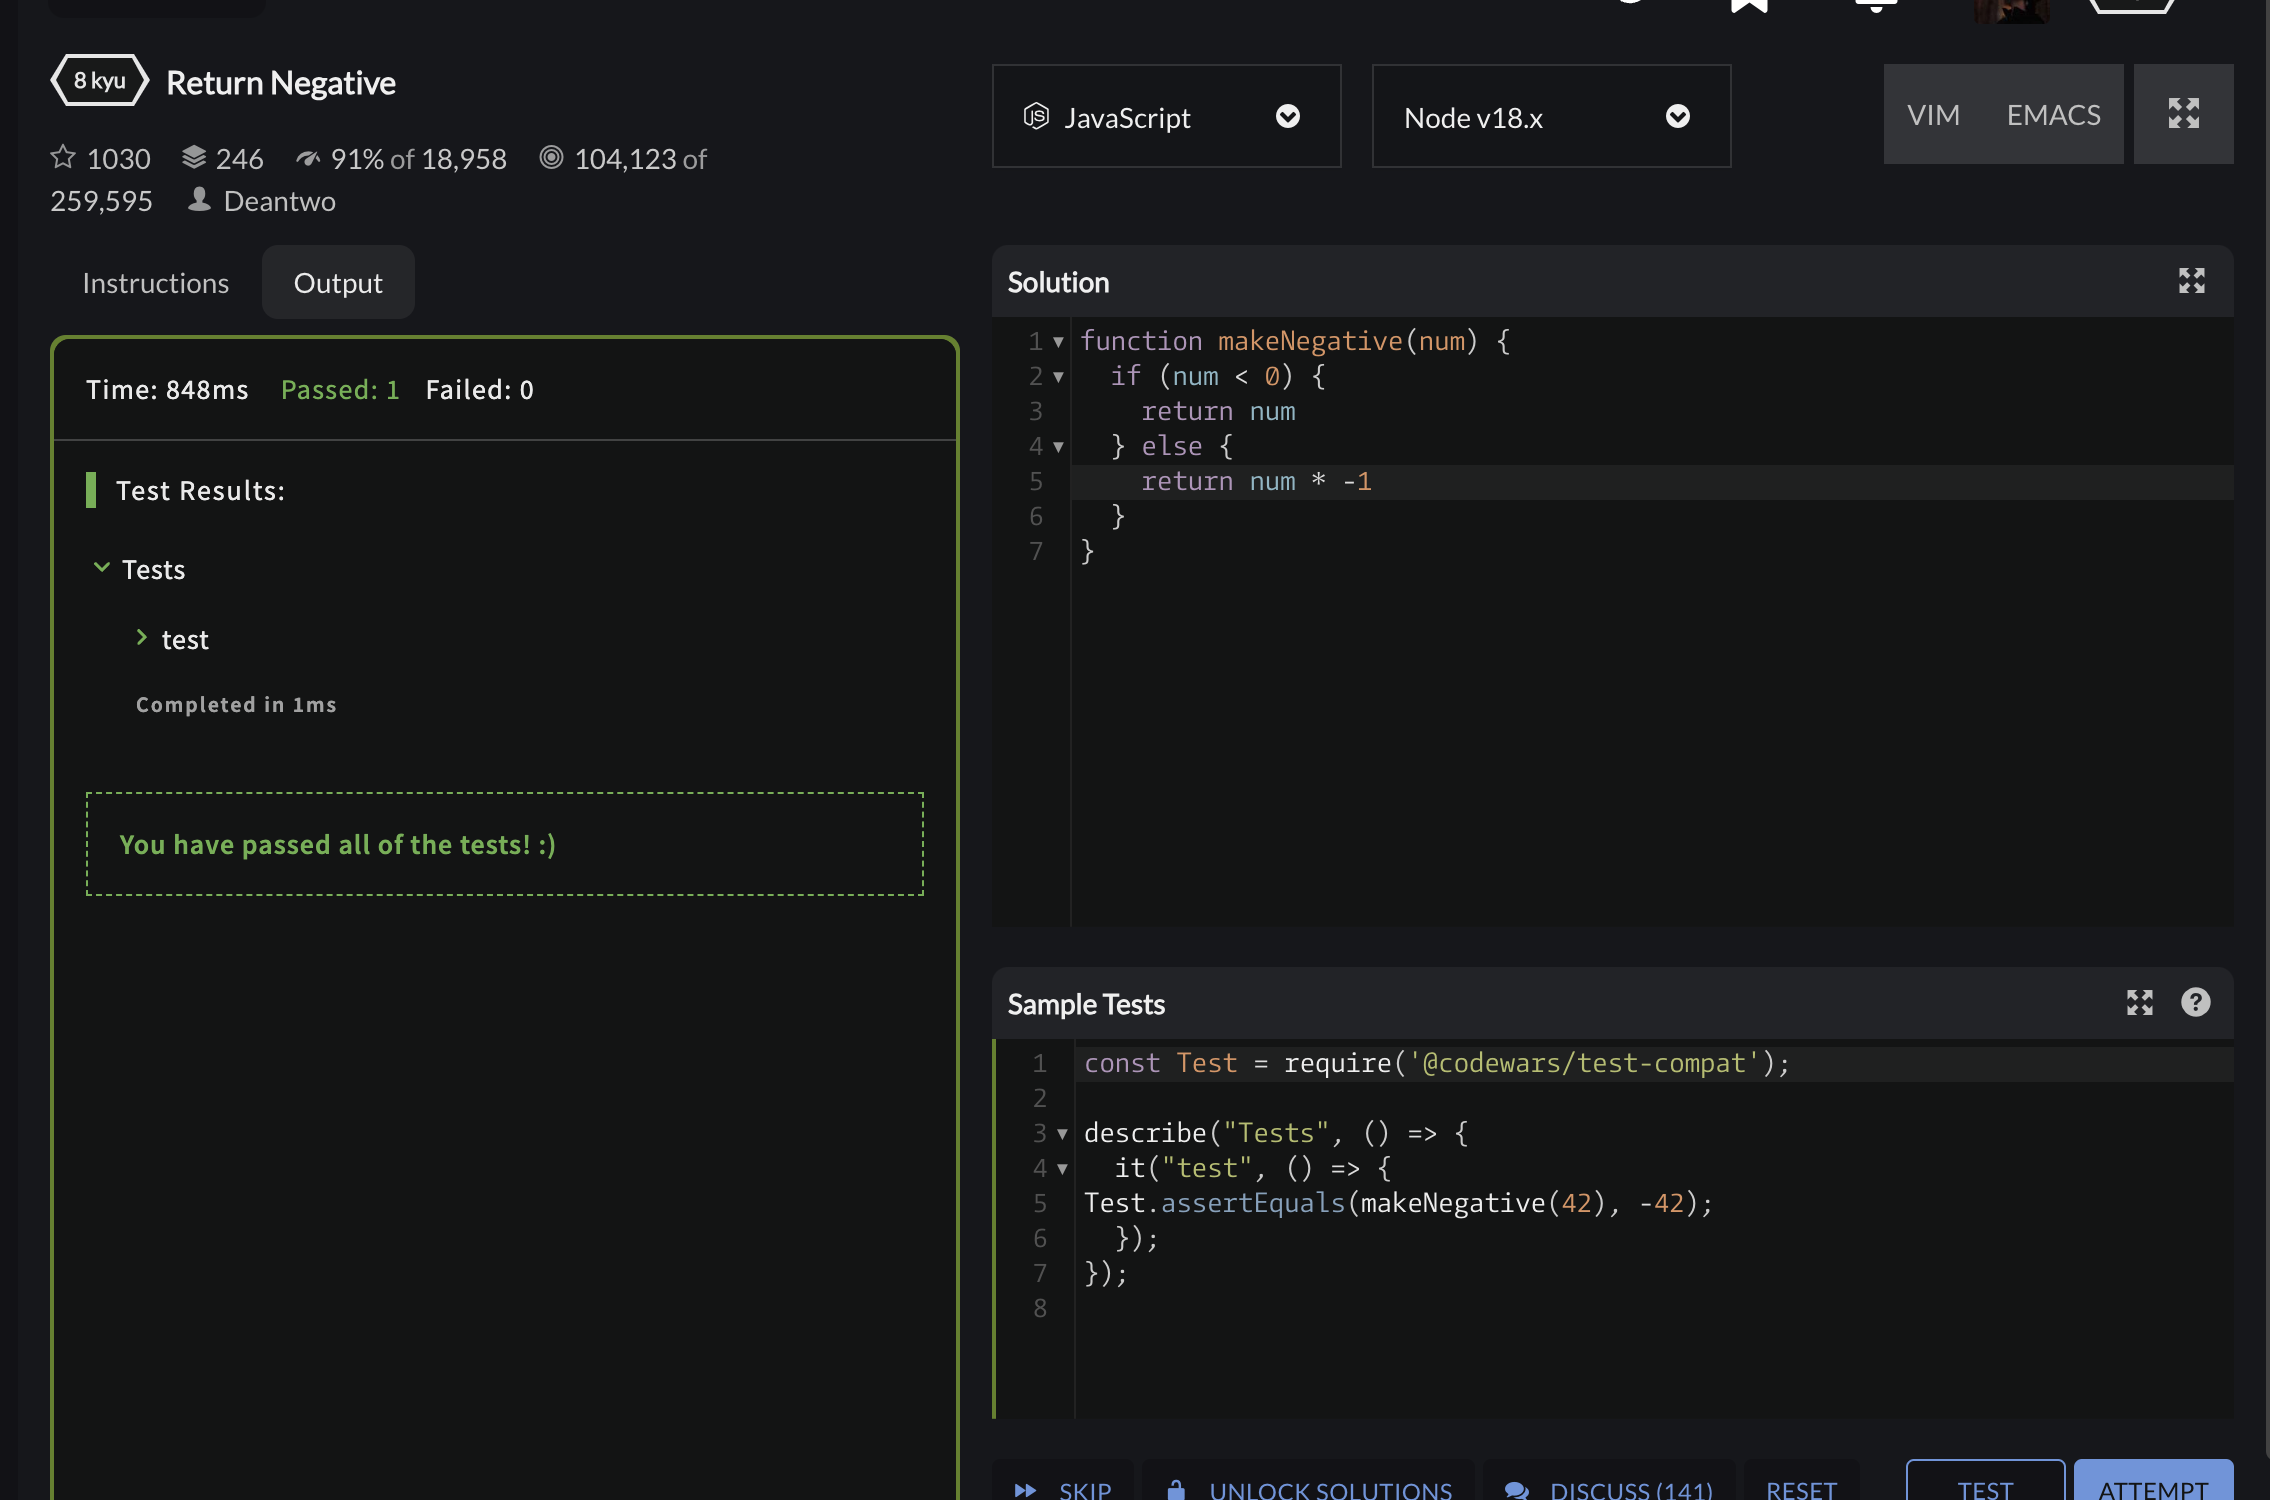 8 kyu Return Negative
1030 246 91% of 18,958 104,123 of
259,595 Deantwo
Instructions Output
Time: 848ms Passed: 1 Failed: 0
Test Results:
Tests
test
Completed in 1ms
You have passed all of the tests! :)
JavaScript
Node v18.x
VIM EMACS
Solution
1 function makeNegative(num) {
2   if (num < 0) {
3     return num
4   } else {
5     return num * -1
6   }
7 }
Sample Tests
1 const Test = require('@codewars/test-compat');
2
3 describe("Tests", () => {
4   it("test", () => {
5 Test.assertEquals(makeNegative(42), -42);
6   });
7 });
8
SKIP UNLOCK SOLUTIONS DISCUSS (141) RESET TEST ATTEMPT